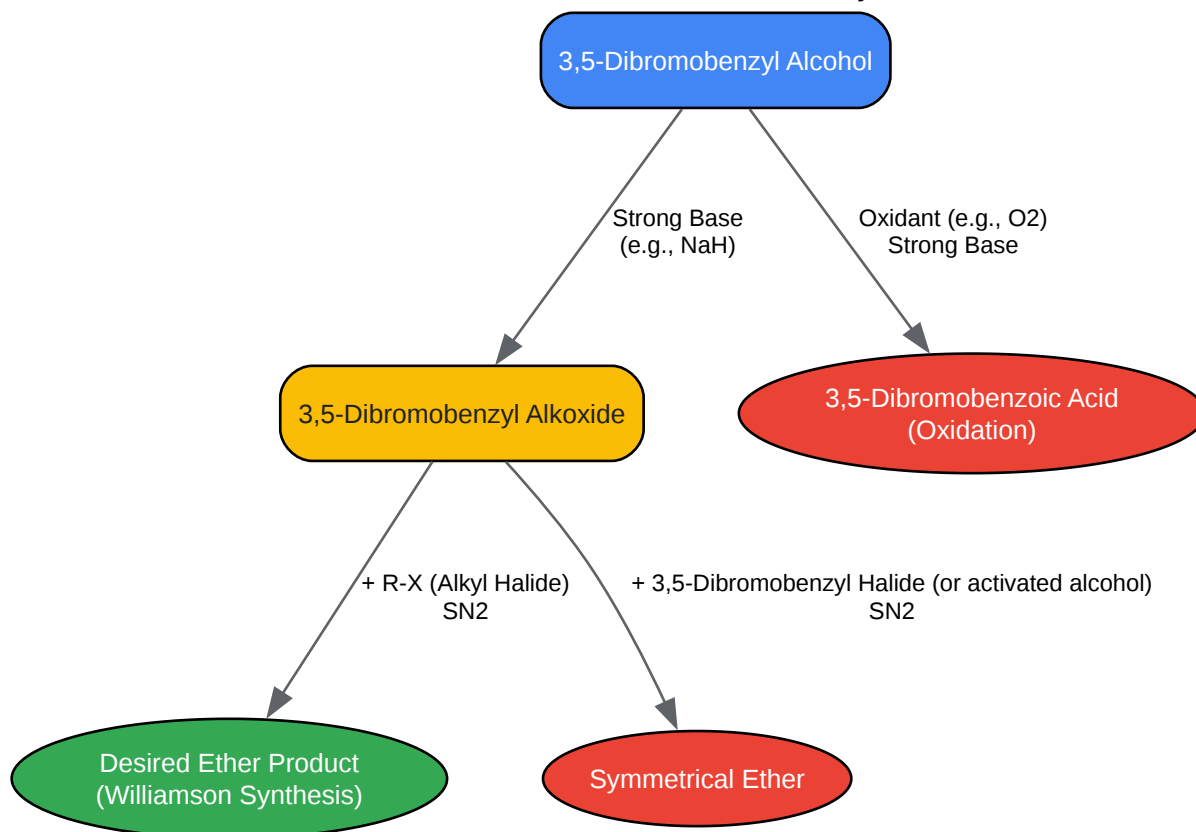 3,5-Dibromobenzyl Alcohol
Strong Base
(e.g., NaH)
Oxidant (e.g., O2)
Strong Base
3,5-Dibromobenzyl Alkoxide
3,5-Dibromobenzoic Acid
(Oxidation)
+ R-X (Alkyl Halide)
SN2
+ 3,5-Dibromobenzyl Halide (or activated alcohol)
SN2
Desired Ether Product
(Williamson Synthesis)
Symmetrical Ether